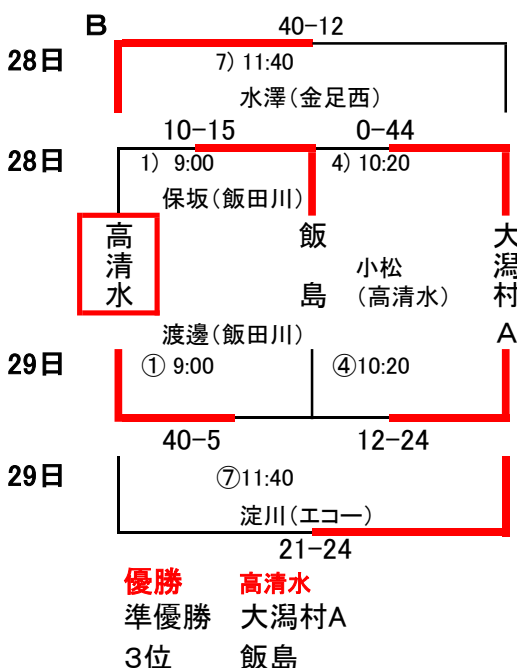 B
40-12
28日
7) 11:40
水澤(金足西)
10-15 0-44
28日
1) 9:00 4) 10:20
保坂(飯田川)
高清水
飯島
大潟村A
小松
(高清水)
渡邊(飯田川)
29日
① 9:00 ④10:20
40-5 12-24
29日
⑦11:40
淀川(エコー)
21-24
優勝 高清水
準優勝 大潟村A
3位 飯島